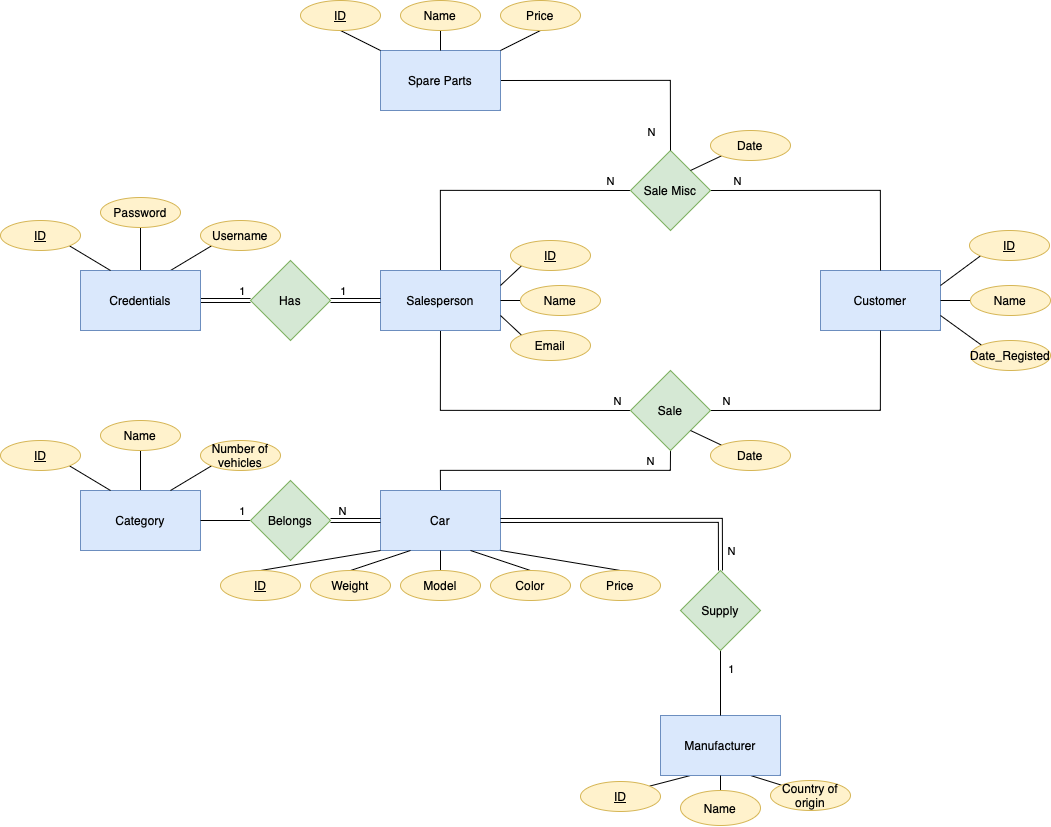 ID
Name
Price
Spare Parts
N
Date
N
Sale Misc
N
Password
ID
Username
ID
ID
Credentials
1
Has
1
Salesperson
Name
Customer
Name
Email
Date_Registed
N
Sale
N
Name
ID
Number of
vehicles
Date
N
Category
1
Belongs
N
Car
N
ID
Weight
Model
Color
Price
Supply
1
Manufacturer
ID
Name
Country of
origin